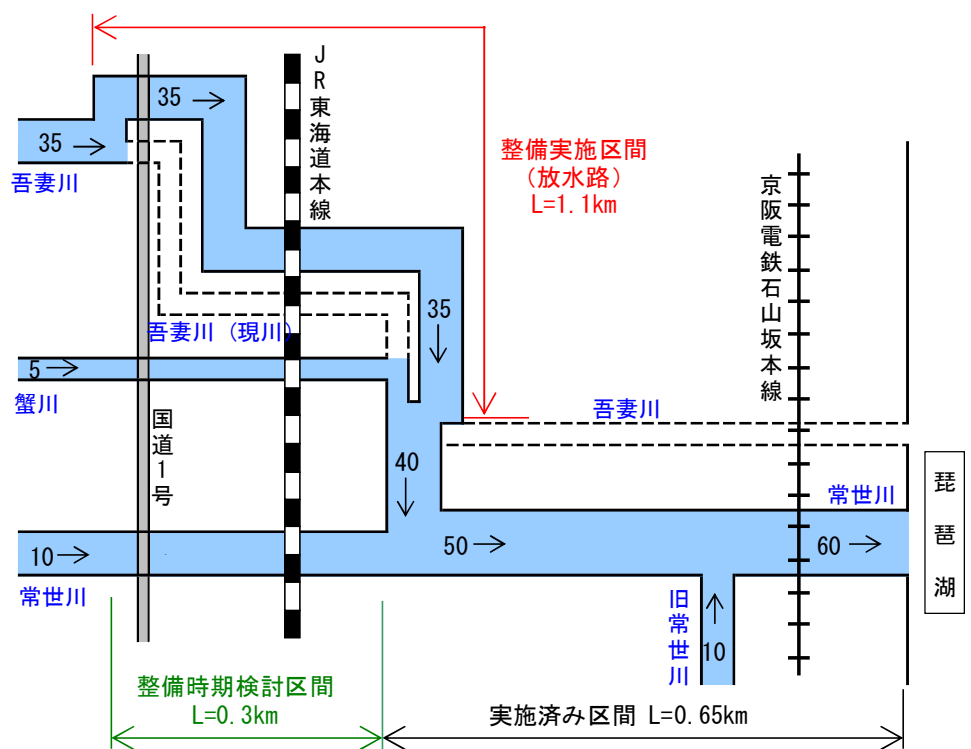 JR東海道本線
35→
35→
吾妻川
整備実施区間
(放水路)
L=1.1km
京阪電鉄石山坂本線
35
↓
吾妻川 (現川)
5→
蟹川
国道1号
吾妻川
40
↓
常世川
琵琶湖
10→
50 →
60 →
常世川
旧常世川
↑
10
整備時期検討区間
L=0.3km
実施済み区間 L=0.65km